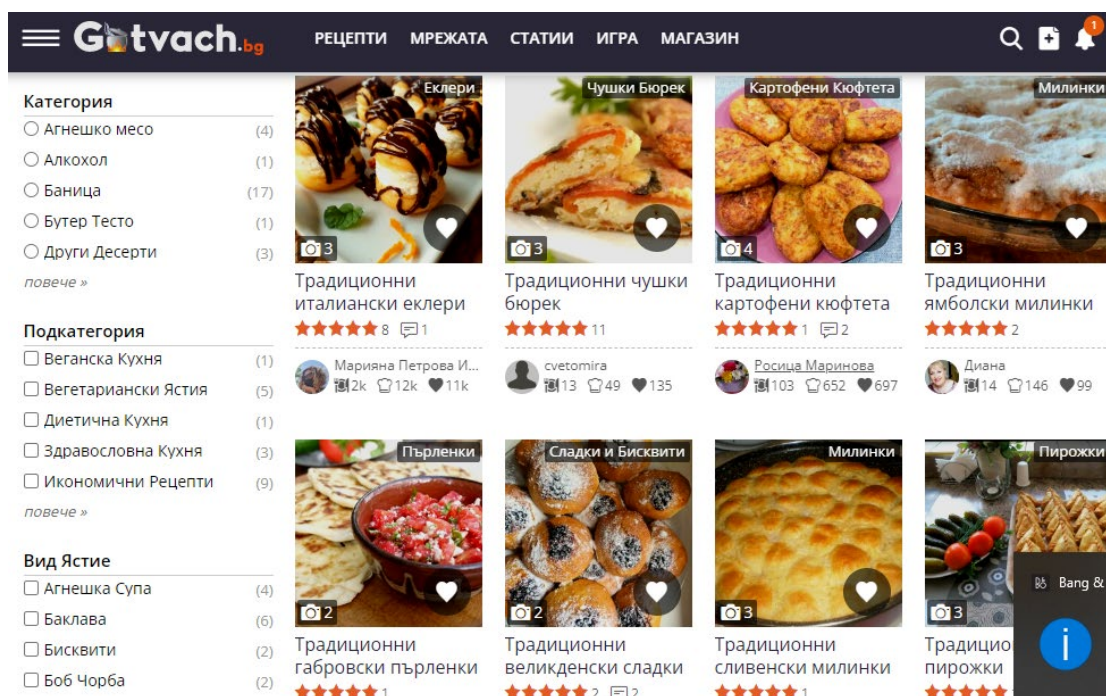 Gotvach.bg
РЕЦЕПТИ МРЕЖАТА СТАТИИ ИГРА МАГАЗИН
1
Категория
Агнешко месо (4)
Алкохол (1)
Баница (17)
Бутер Тесто (1)
Други Десерти (3)
повече »
Подкатегория
Веганска Кухня (1)
Вегетариански Ястия (5)
Диетична Кухня (1)
Здравословна Кухня (3)
Икономични Рецепти (9)
повече »
Вид Ястие
Агнешка Супа (4)
Баклава (6)
Бисквити (2)
Боб Чорба (2)
Еклери
3
Традиционни
италиански еклери
8 1
Марияна Петрова И...
2k 12k 11k
Чушки Бюрек
3
Традиционни чушки
бюрек
11
cvetomira
13 49 135
Картофени Кюфтета
4
Традиционни
картофени кюфтета
1 2
Росица Маринова
103 652 697
Милинки
3
Традиционни
ямболски милинки
2
Диана
14 146 99
Пърленки
2
Традиционни
габровски пърленки
1
Сладки и Бисквити
2
Традиционни
великденски сладки
2 2
Милинки
3
Традиционни
сливенски милинки
1
Пирожки
3
Традицио
пирожки
Bang &